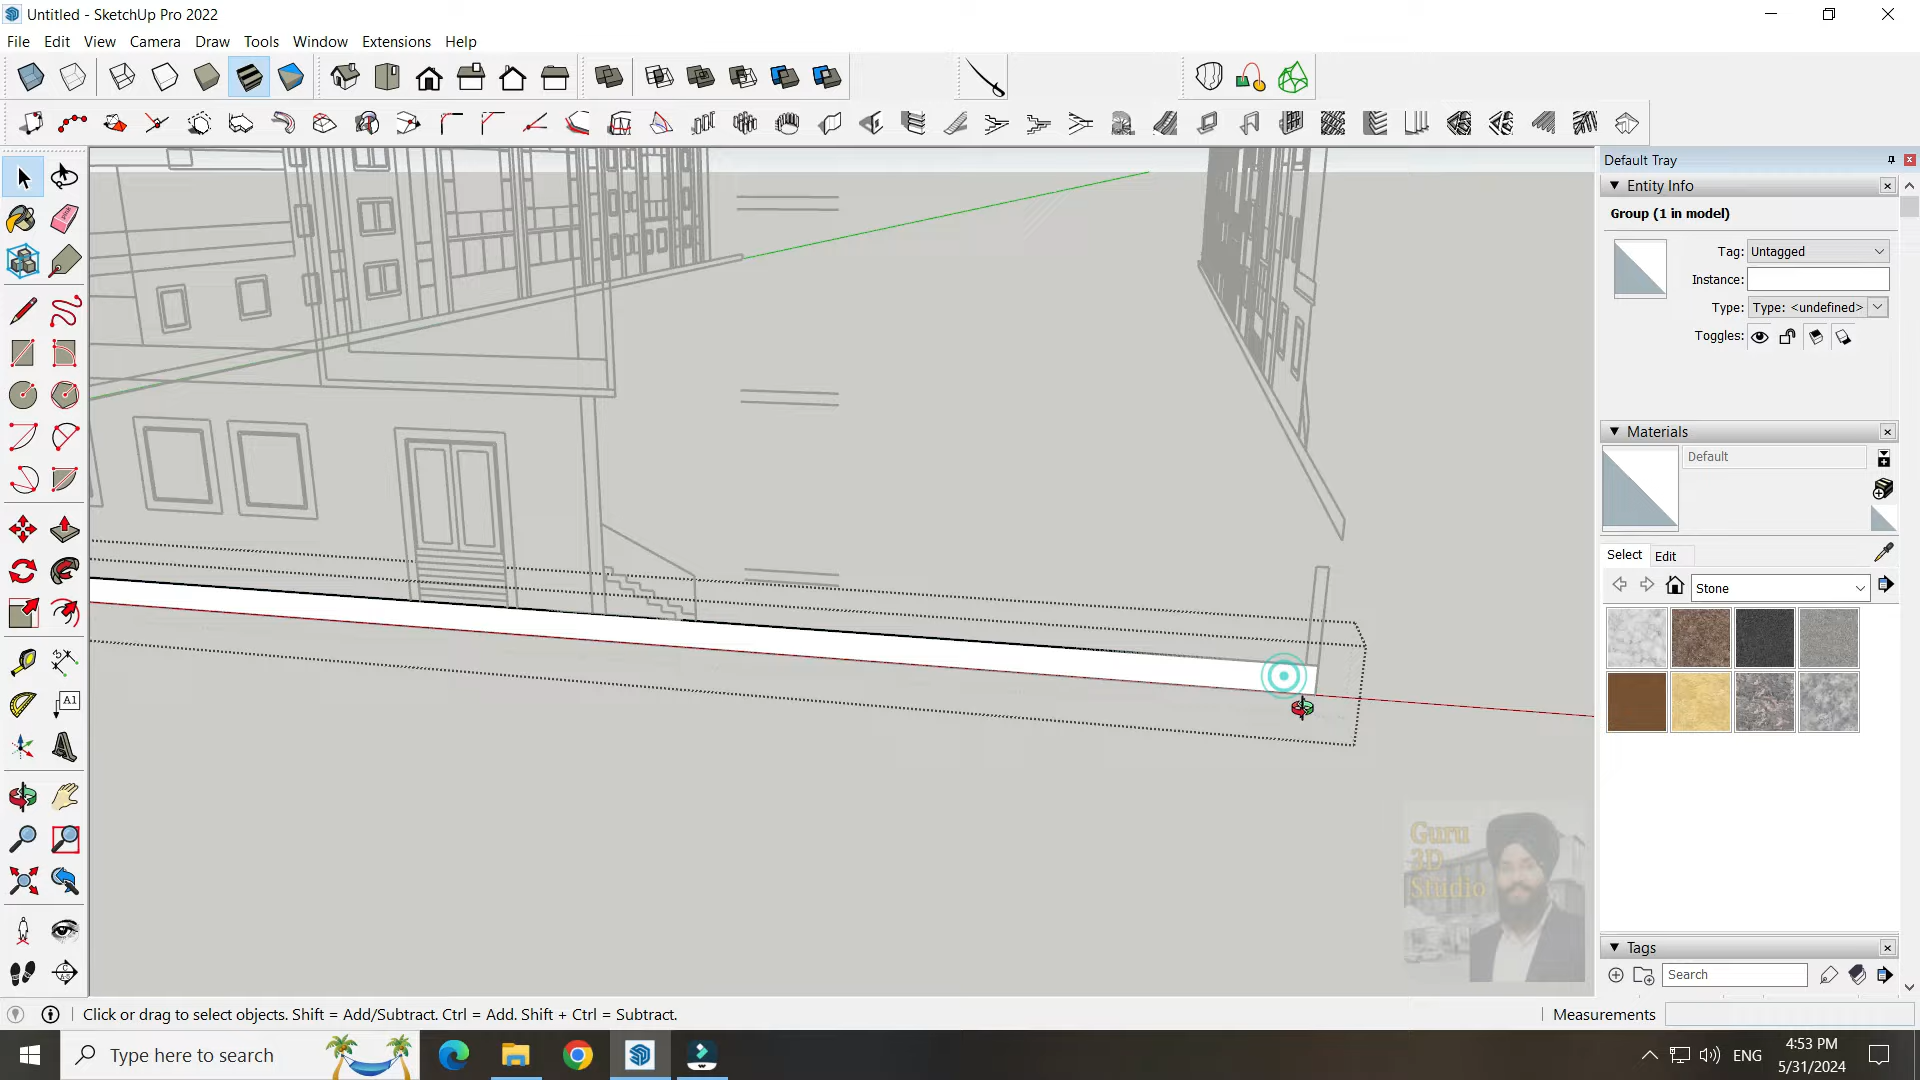 Untitled - SketchUp Pro 2022
File Edit View Camera Draw Tools Window Extensions Help
Default Tray
Entity Info
Group (1 in model)
Tag: Untagged
Instance:
Type: Type: <undefined>
Toggles:
Materials
Default
Select Edit
Stone
A1
Guru
3D
Studio
Tags
Search
Click or drag to select objects. Shift = Add/Subtract. Ctrl = Add. Shift + Ctrl = Subtract.
Measurements
Type here to search
ENG
4:53 PM
5/31/2024